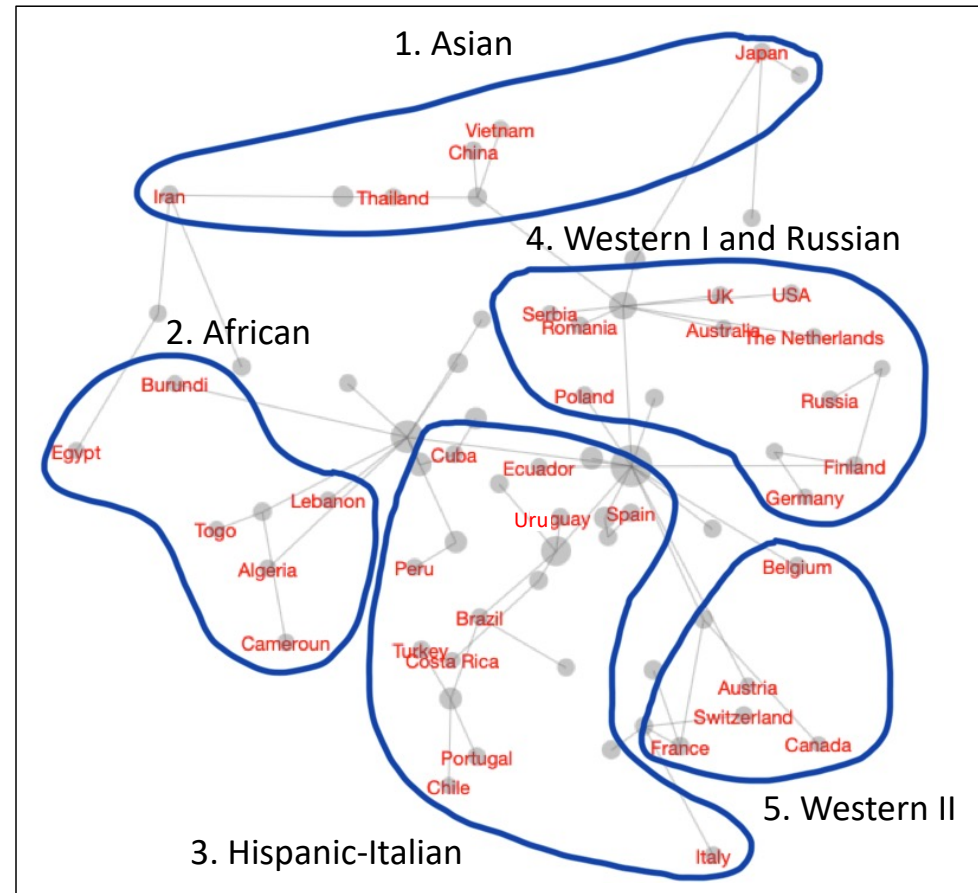 1. Asian
Japan
Vietnam
China
Iran
Thailand
4. Western I and Russian
UK
USA
Serbia
Romania
Australia
The Netherlands
2. African
Burundi
Poland
Russia
Egypt
Cuba
Ecuador
Finland
Lebanon
Germany
Togo
Uruguay
Spain
Algeria
Peru
Belgium
Brazil
Cameroun
Turkey
Costa Rica
Austria
Switzerland
France
Canada
Portugal
Chile
5. Western II
3. Hispanic-Italian
Italy